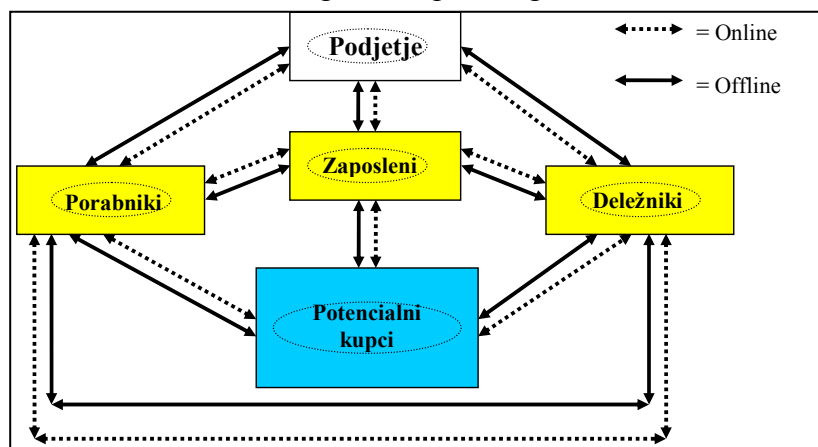 Podjetje
= Online
= Offline
Zaposleni
Porabniki
Deležniki
Potencialni
kupci